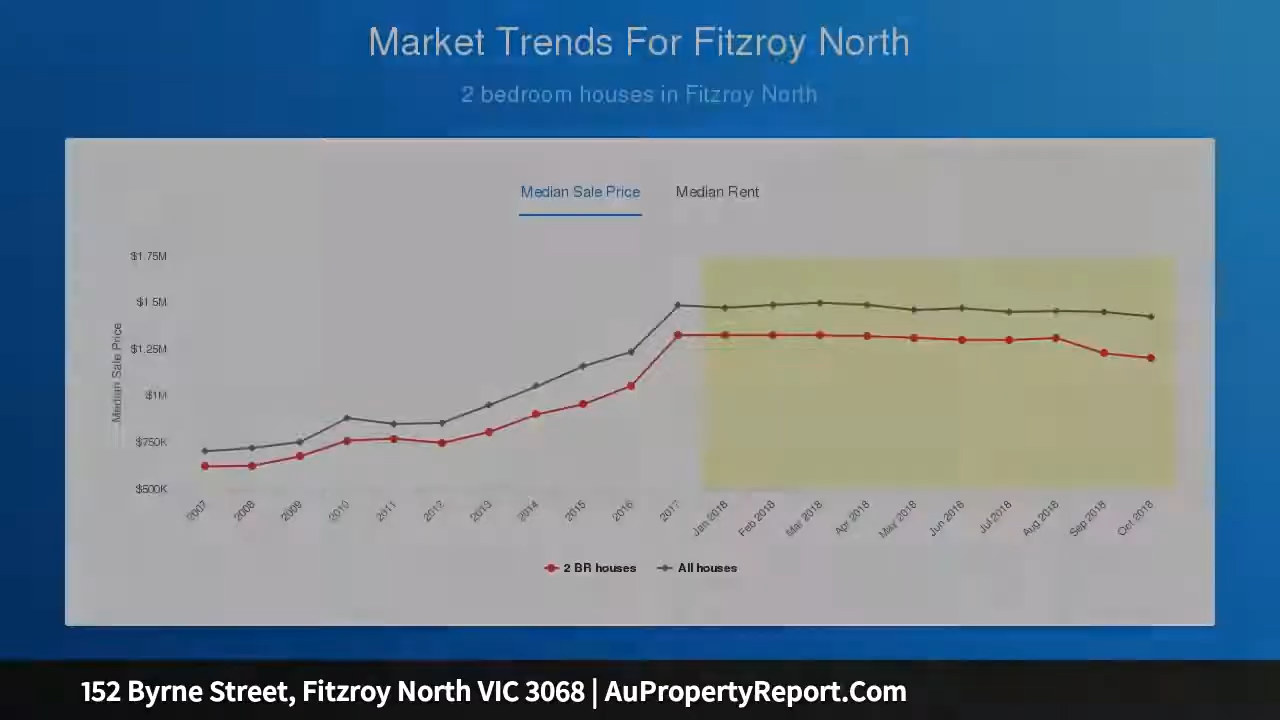 Market Trends For Fitzroy North
2 bedroom houses in Fitzroy North
Median Sale Price Median Rent
Median Sale Price
$1.75M
$1.5M
$1.25M
$1M
$750K
$500K
2007 2008 2009 2010 2011 2012 2013 2014 2015 2016 2017 Jan 2018 Feb 2018 Mar 2018 Apr 2018 May 2018 Jun 2018 Jul 2018 Aug 2018 Sep 2018 Oct 2018
2 BR houses All houses
152 Byrne Street, Fitzroy North VIC 3068 | AuPropertyReport.Com